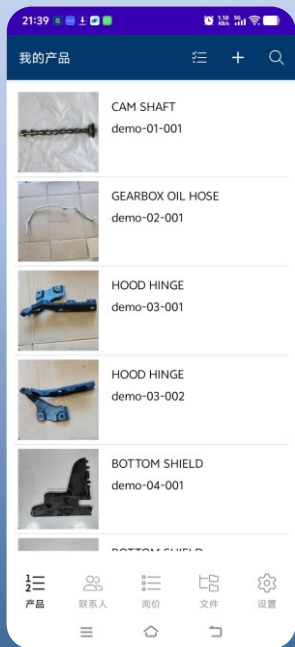 21:39
我的产品
CAM SHAFT
demo-01-001
GEARBOX OIL HOSE
demo-02-001
HOOD HINGE
demo-03-001
HOOD HINGE
demo-03-002
BOTTOM SHIELD
demo-04-001
BOTTOM SHIELD
产品 联系人 询价 文件 设置